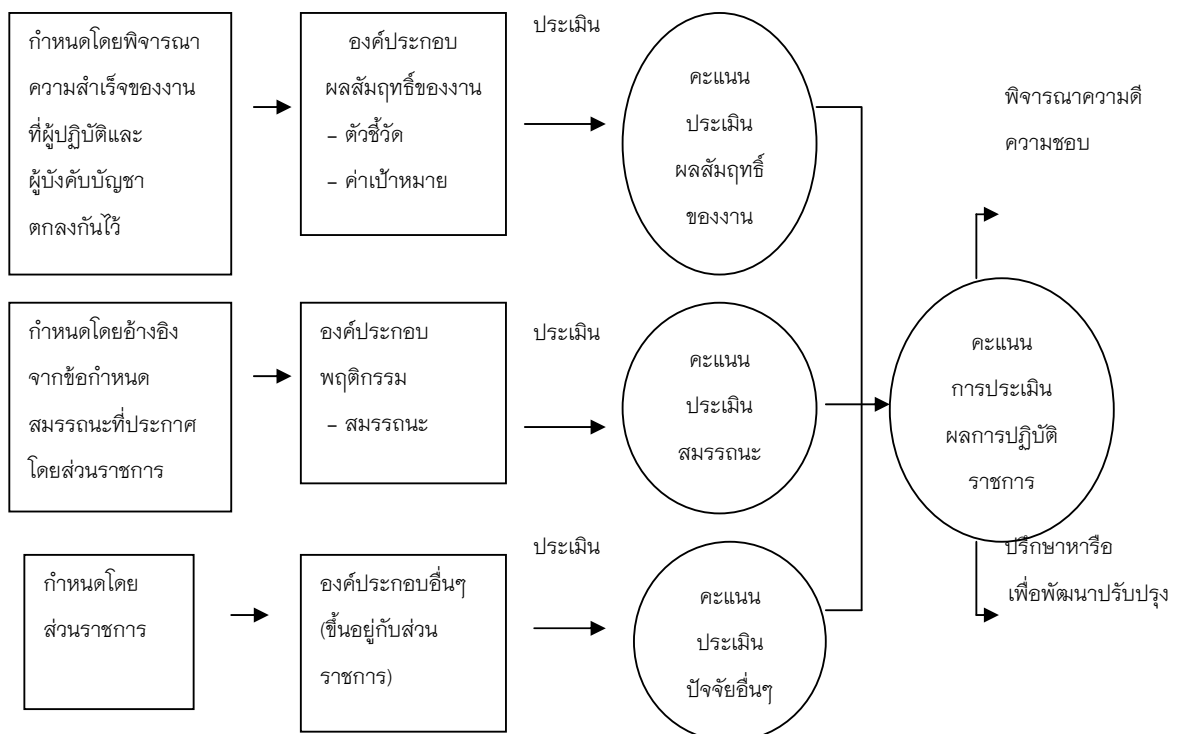 กำหนดโดยพิจารณา
ความสำเร็จของงาน
ที่ผู้ปฏิบัติและ
ผู้บังคับบัญชา
ตกลงกันไว้
องค์ประกอบ
ผลสัมฤทธิ์ของงาน
– ตัวชี้วัด
– ค่าเป้าหมาย
ประเมิน
คะแนน
ประเมิน
ผลสัมฤทธิ์
ของงาน
พิจารณาความดี
ความชอบ
กำหนดโดยอ้างอิง
จากข้อกำหนด
สมรรถนะที่ประกาศ
โดยส่วนราชการ
องค์ประกอบ
พฤติกรรม
– สมรรถนะ
ประเมิน
คะแนน
ประเมิน
สมรรถนะ
คะแนน
การประเมิน
ผลการปฏิบัติ
ราชการ
กำหนดโดย
ส่วนราชการ
องค์ประกอบอื่นๆ
(ขึ้นอยู่กับส่วน
ราชการ)
ประเมิน
คะแนน
ประเมิน
ปัจจัยอื่นๆ
ปรึกษาหารือ
เพื่อพัฒนาปรับปรุง